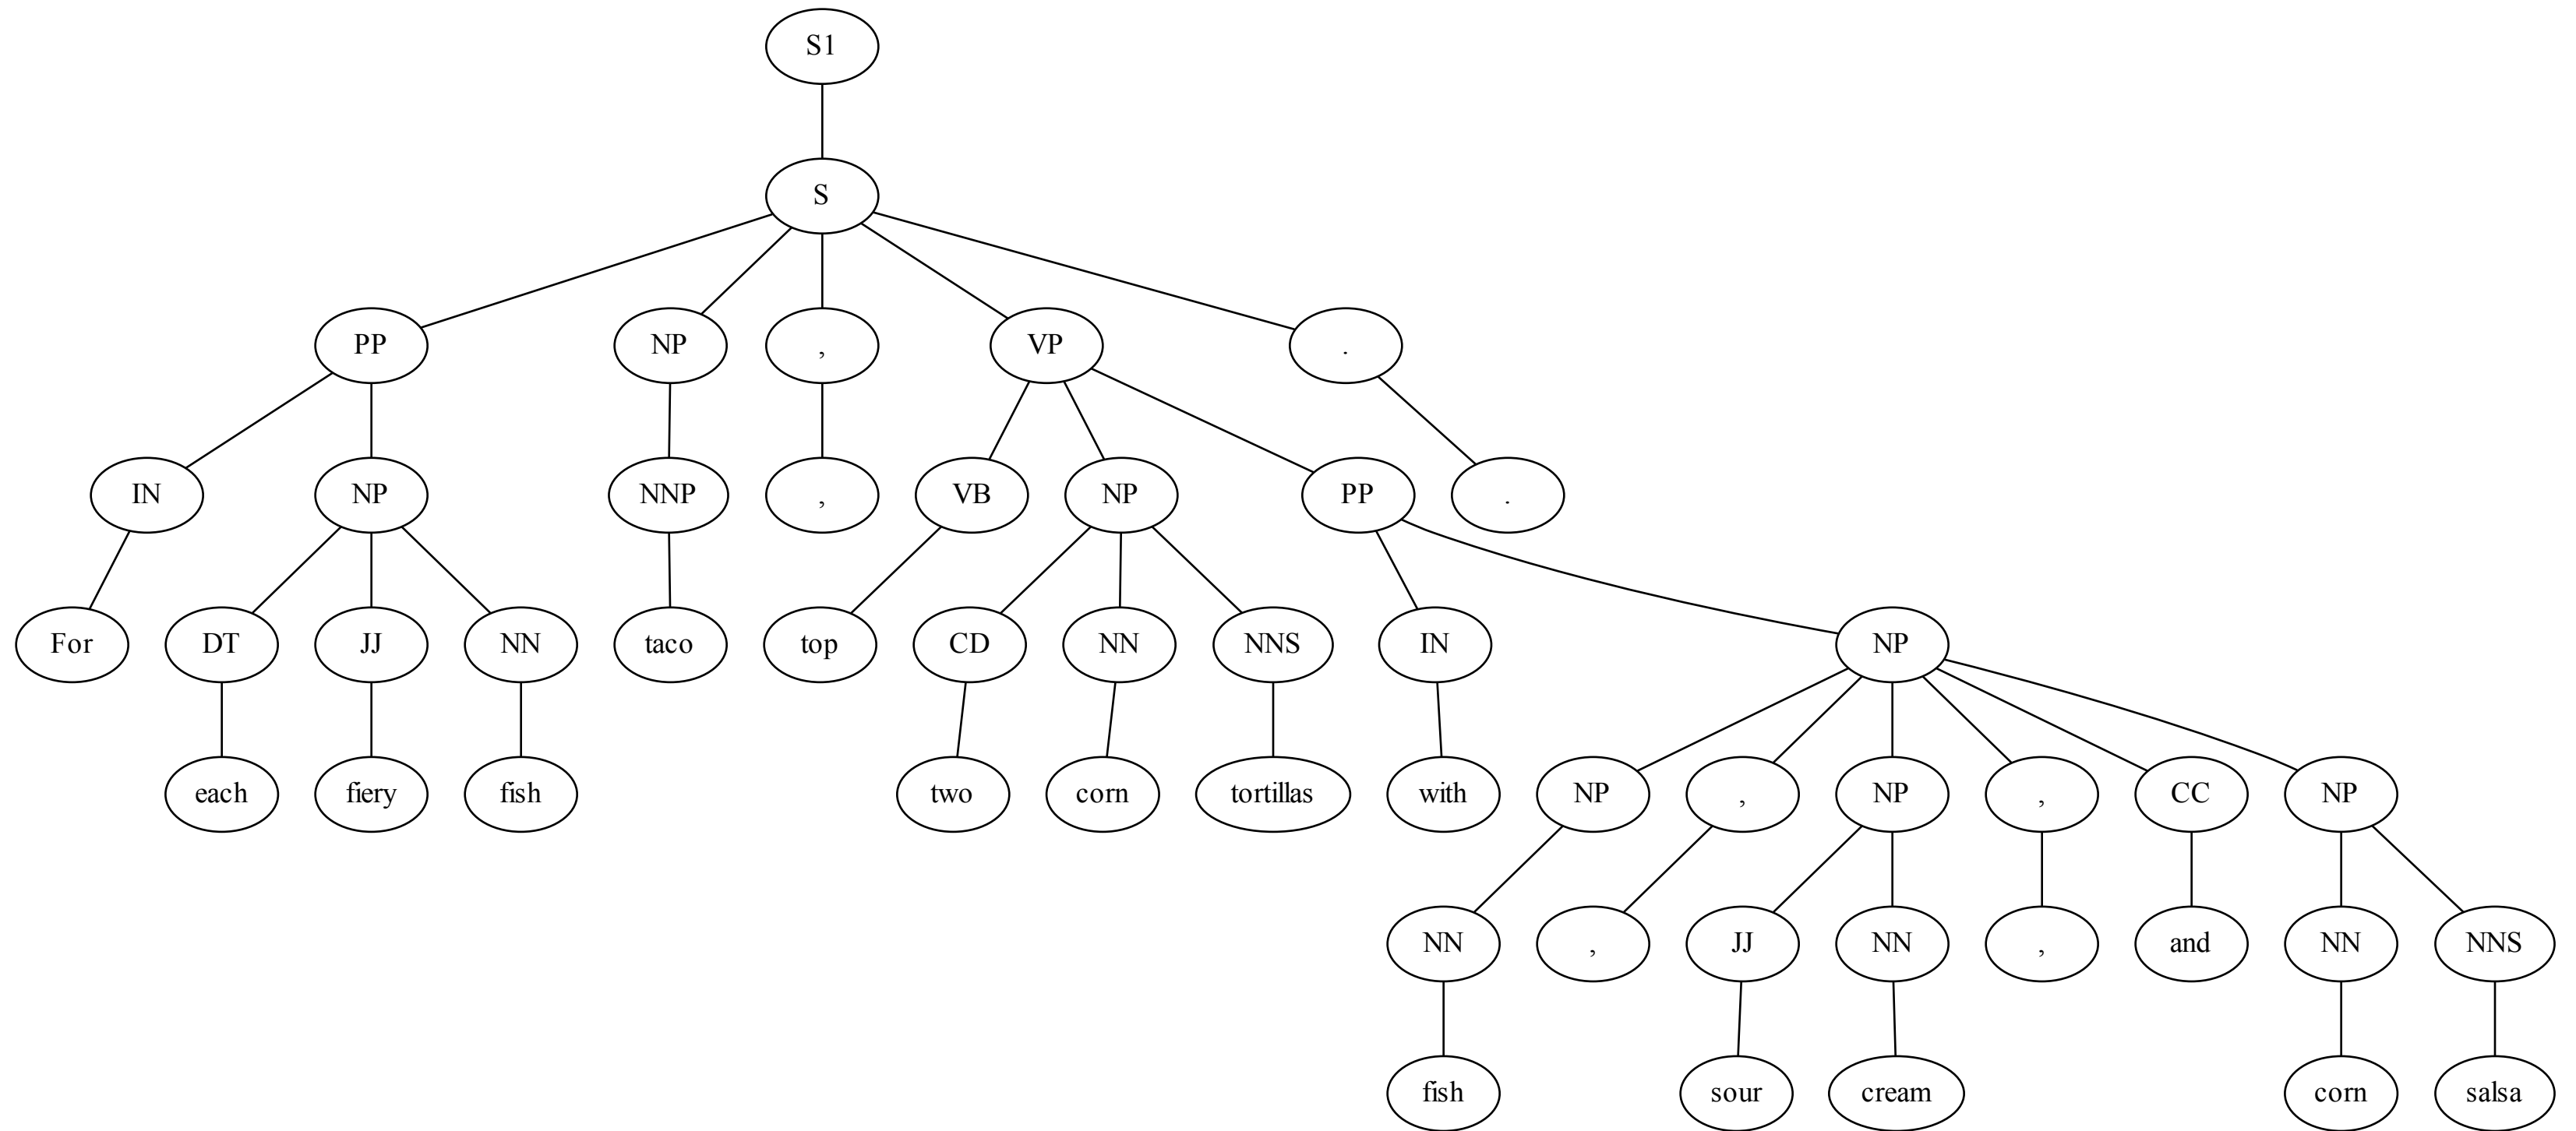 S1
S
PP NP , VP .
IN NP NNP , VB NP PP .
For DT JJ NN taco top CD NN NNS IN NP
each fiery fish two corn tortillas with NP , NP , CC NP
NN , JJ NN , and NN NNS
fish sour cream corn salsa